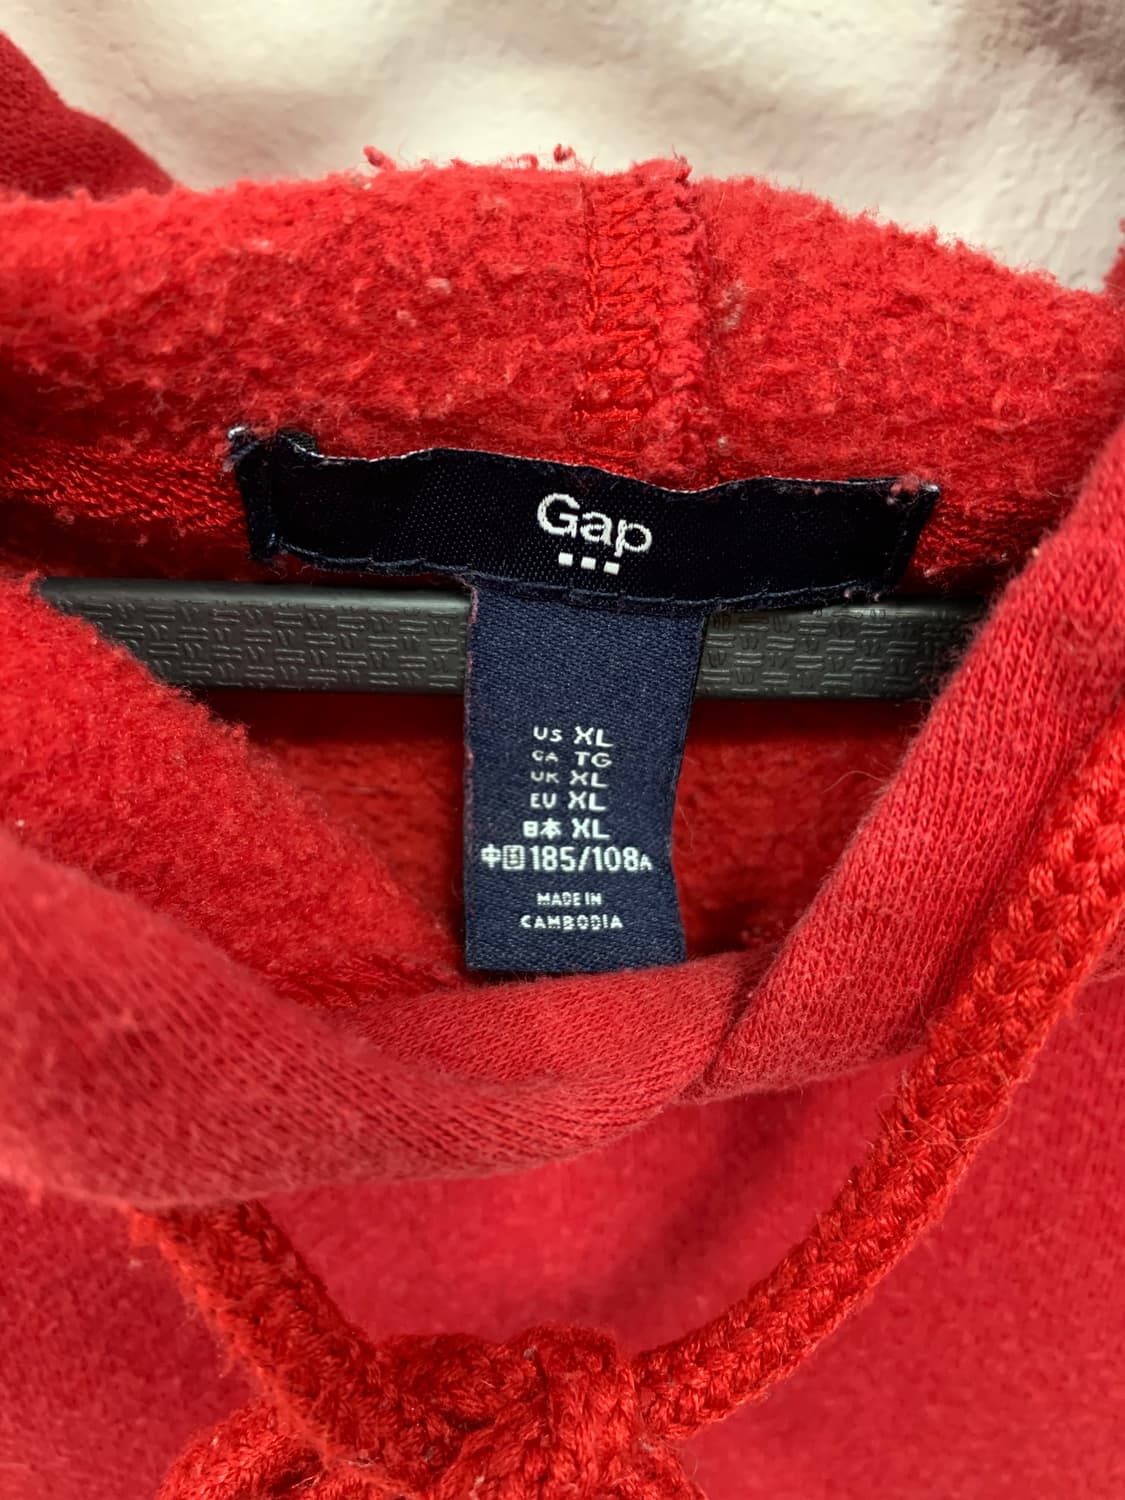 Gap
US XL
CA TG
UK XL
EU XL
日本 XL
中国 185/108A
MADE IN
CAMBODIA